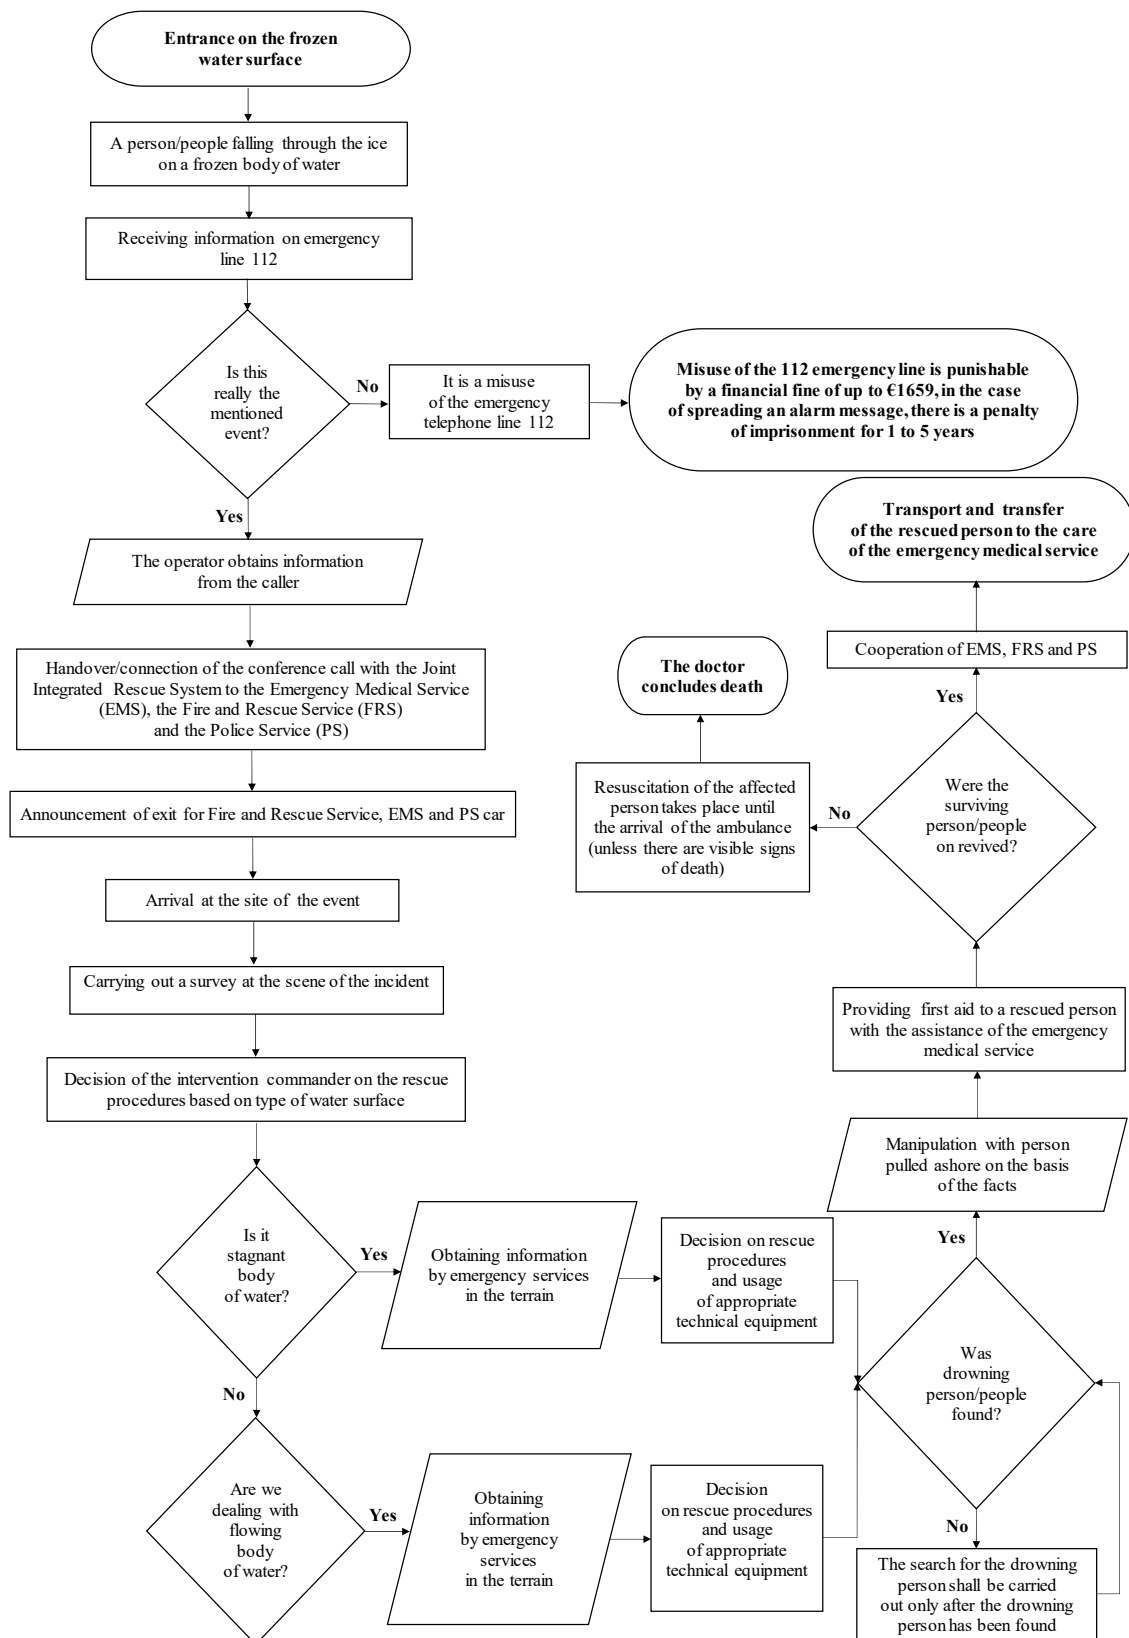 Entrance on the frozen
water surface
A person/people falling through the ice
on a frozen body of water
Receiving information on emergency
line 112
Is this
really the
mentioned
event?
No
It is a misuse
of the emergency
telephone line 112
Misuse of the 112 emergency line is punishable
by a financial fine of up to €1659, in the case
of spreading an alarm message, there is a penalty
of imprisonment for 1 to 5 years
Yes
The operator obtains information
from the caller
Handover/connection of the conference call with the Joint
Integrated Rescue System to the Emergency Medical Service
(EMS), the Fire and Rescue Service (FRS)
and the Police Service (PS)
Announcement of exit for Fire and Rescue Service, EMS and PS car
Arrival at the site of the event
Carrying out a survey at the scene of the incident
Decision of the intervention commander on the rescue
procedures based on type of water surface
Is it
stagnant
body
of water?
Yes
Obtaining information
by emergency services
in the terrain
Decision on rescue
procedures
and usage
of appropriate
technical equipment
No
Are we
dealing with
flowing
body
of water?
Yes
Obtaining
information
by emergency
services
in the terrain
Decision
on rescue procedures
and usage
of appropriate
technical equipment
Was
drowning
person/people
found?
No
The search for the drowning
person shall be carried
out only after the drowning
person has been found
Yes
Manipulation with person
pulled ashore on the basis
of the facts
Providing first aid to a rescued person
with the assistance of the emergency
medical service
Were the
surviving
person/people
on revived?
No
Resuscitation of the affected
person takes place until
the arrival of the ambulance
(unless there are visible signs
of death)
The doctor
concludes death
Yes
Cooperation of EMS, FRS and PS
Transport and transfer
of the rescued person to the care
of the emergency medical service